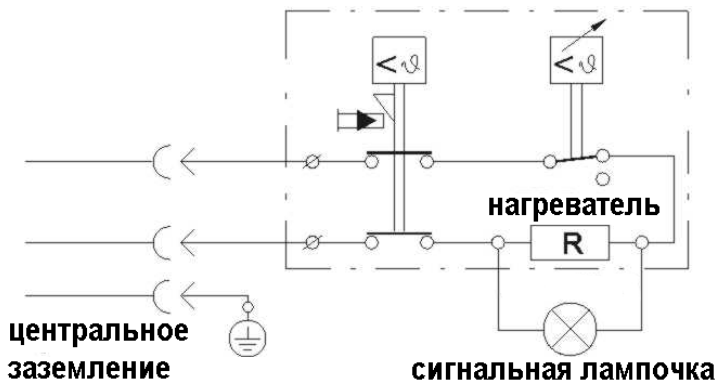 < ϑ
< ϑ
нагреватель
R
центральное
заземление
сигнальная лампочка